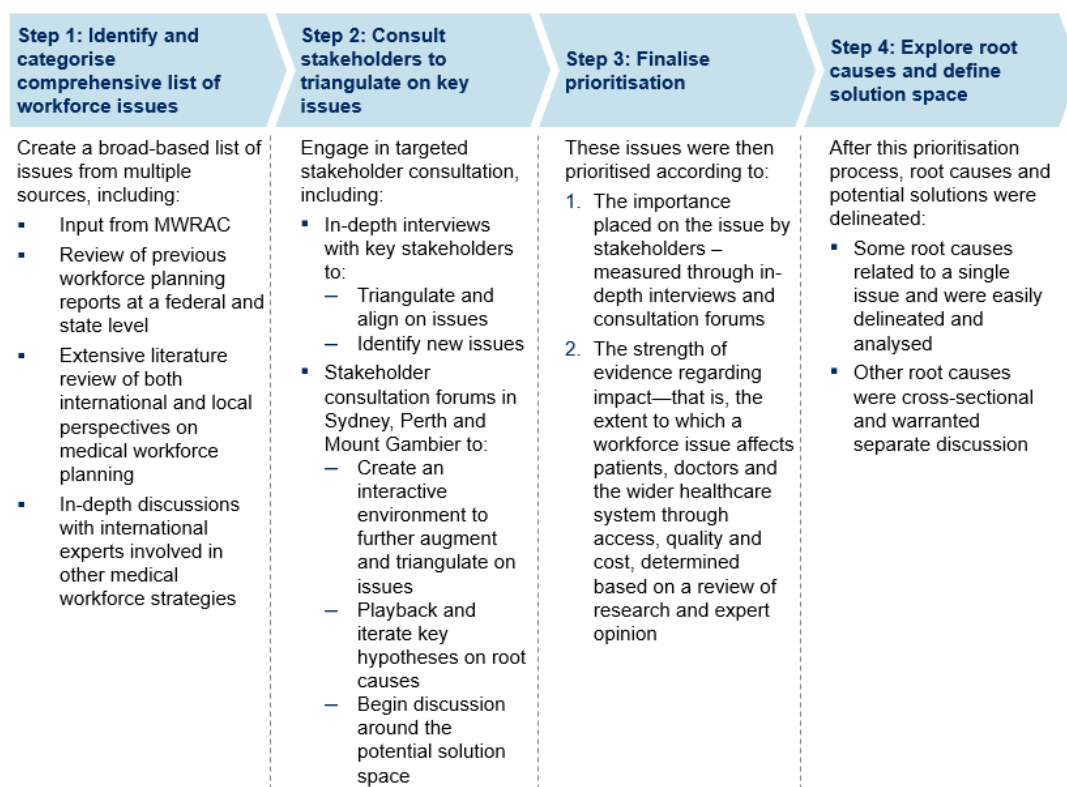 Step 1: Identify and
categorise
comprehensive list of
workforce issues
Create a broad-based list of
issues from multiple
sources, including:
▪ Input from MWRAC
▪ Review of previous
workforce planning
reports at a federal and
state level
▪ Extensive literature
review of both
international and local
perspectives on
medical workforce
planning
▪ In-depth discussions
with international
experts involved in
other medical
workforce strategies
Step 2: Consult
stakeholders to
triangulate on key
issues
Engage in targeted
stakeholder consultation,
including:
▪ In-depth interviews
with key stakeholders
to:
– Triangulate and
align on issues
– Identify new issues
▪ Stakeholder
consultation forums in
Sydney, Perth and
Mount Gambier to:
– Create an
interactive
environment to
further augment
and triangulate on
issues
– Playback and
iterate key
hypotheses on root
causes
– Begin discussion
around the
potential solution
space
Step 3: Finalise
prioritisation
These issues were then
prioritised according to:
1. The importance
placed on the issue by
stakeholders –
measured through in-
depth interviews and
consultation forums
2. The strength of
evidence regarding
impact—that is, the
extent to which a
workforce issue affects
patients, doctors and
the wider healthcare
system through
access, quality and
cost, determined
based on a review of
research and expert
opinion
Step 4: Explore root
causes and define
solution space
After this prioritisation
process, root causes and
potential solutions were
delineated:
▪ Some root causes
related to a single
issue and were easily
delineated and
analysed
▪ Other root causes
were cross-sectional
and warranted
separate discussion